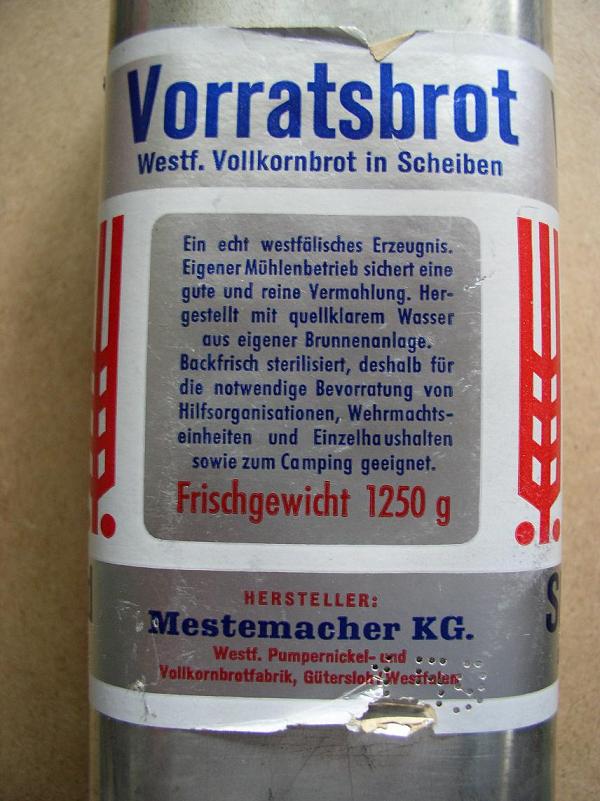 Vorratsbrot
Westf. Vollkornbrot in Scheiben
Ein echt westfälisches Erzeugnis.
Eigener Mühlenbetrieb sichert eine
gute und reine Vermahlung. Her-
gestellt mit quellklarem Wasser
aus eigener Brunnenanlage.
Backfrisch sterilisiert, deshalb für
die notwendige Bevorratung von
Hilfsorganisationen, Wehrmachts-
einheiten und Einzelhaushalten
sowie zum Camping geeignet.
Frischgewicht 1250 g
HERSTELLER:
Mestemacher KG.
Westf. Pumpernickel- und
Vollkornbrotfabrik, Gütersloh/Westfalen